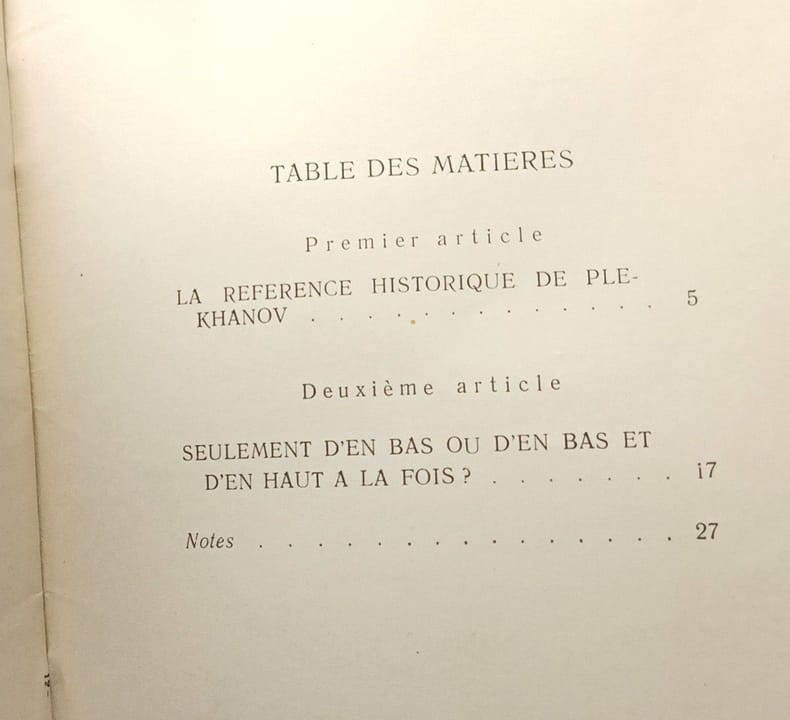 TABLE DES MATIERES
Premier article
LA REFERENCE HISTORIQUE DE PLE-
KHANOV . . . . . . . . . . . . . 5
Deuxième article
SEULEMENT D'EN BAS OU D'EN BAS ET
D'EN HAUT A LA FOIS ? . . . . . . . i7
Notes . . . . . . . . . . . . . . . 27